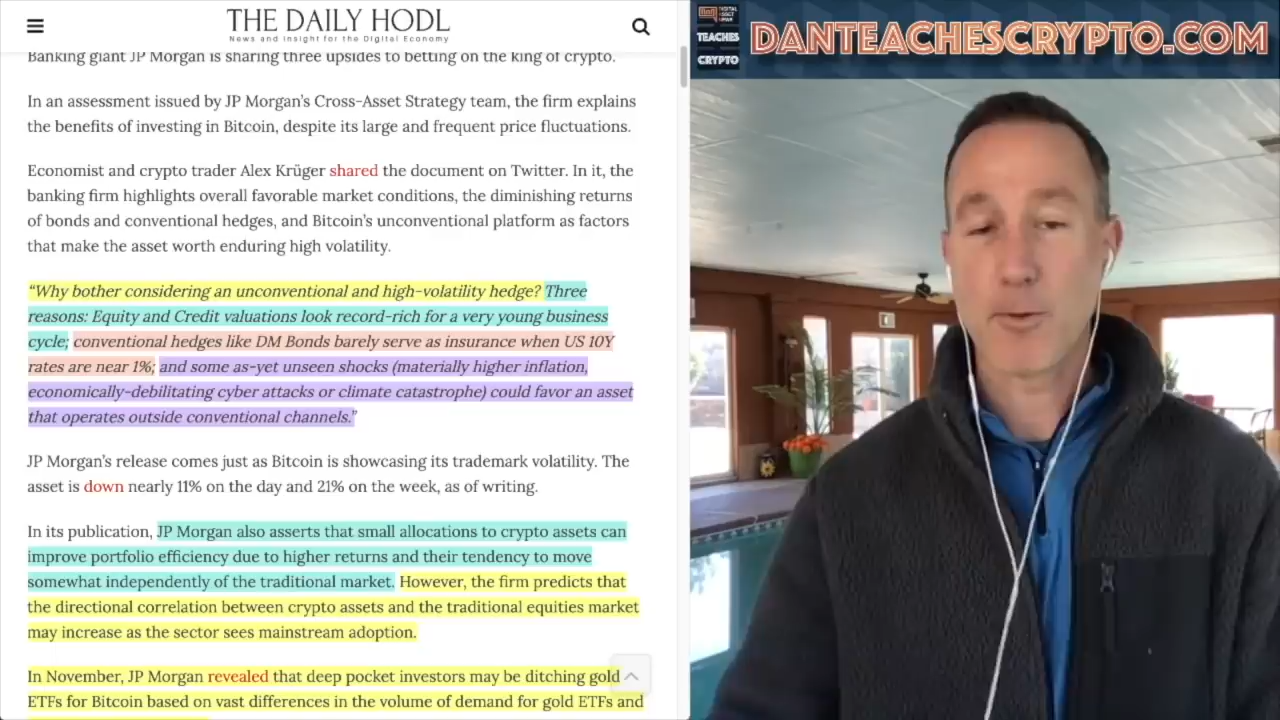 THE DAILY HODL
News and Insight for the Digital Economy
Banking giant JP Morgan is sharing three upsides to betting on the king of crypto.
In an assessment issued by JP Morgan’s Cross-Asset Strategy team, the firm explains
the benefits of investing in Bitcoin, despite its large and frequent price fluctuations.
Economist and crypto trader Alex Krüger shared the document on Twitter. In it, the
banking firm highlights overall favorable market conditions, the diminishing returns
of bonds and conventional hedges, and Bitcoin’s unconventional platform as factors
that make the asset worth enduring high volatility.
“Why bother considering an unconventional and high-volatility hedge? Three
reasons: Equity and Credit valuations look record-rich for a very young business
cycle; conventional hedges like DM Bonds barely serve as insurance when US 10Y
rates are near 1%; and some as-yet unseen shocks (materially higher inflation,
economically-debilitating cyber attacks or climate catastrophe) could favor an asset
that operates outside conventional channels.”
JP Morgan’s release comes just as Bitcoin is showcasing its trademark volatility. The
asset is down nearly 11% on the day and 21% on the week, as of writing.
In its publication, JP Morgan also asserts that small allocations to crypto assets can
improve portfolio efficiency due to higher returns and their tendency to move
somewhat independently of the traditional market. However, the firm predicts that
the directional correlation between crypto assets and the traditional equities market
may increase as the sector sees mainstream adoption.
In November, JP Morgan revealed that deep pocket investors may be ditching gold
ETFs for Bitcoin based on vast differences in the volume of demand for gold ETFs and
DIGITAL
ASSET
TEACHES
CRYPTO
DANTEACHESCRYPTO.COM